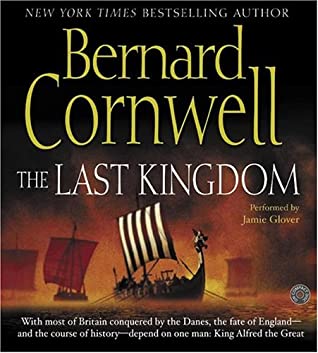 NEW YORK TIMES BESTSELLING AUTHOR
Bernard
Cornwell
THE LAST KINGDOM
Performed by
Jamie Glover
With most of Britain conquered by the Danes, the fate of England—
and the course of history—depend on one man: King Alfred the Great